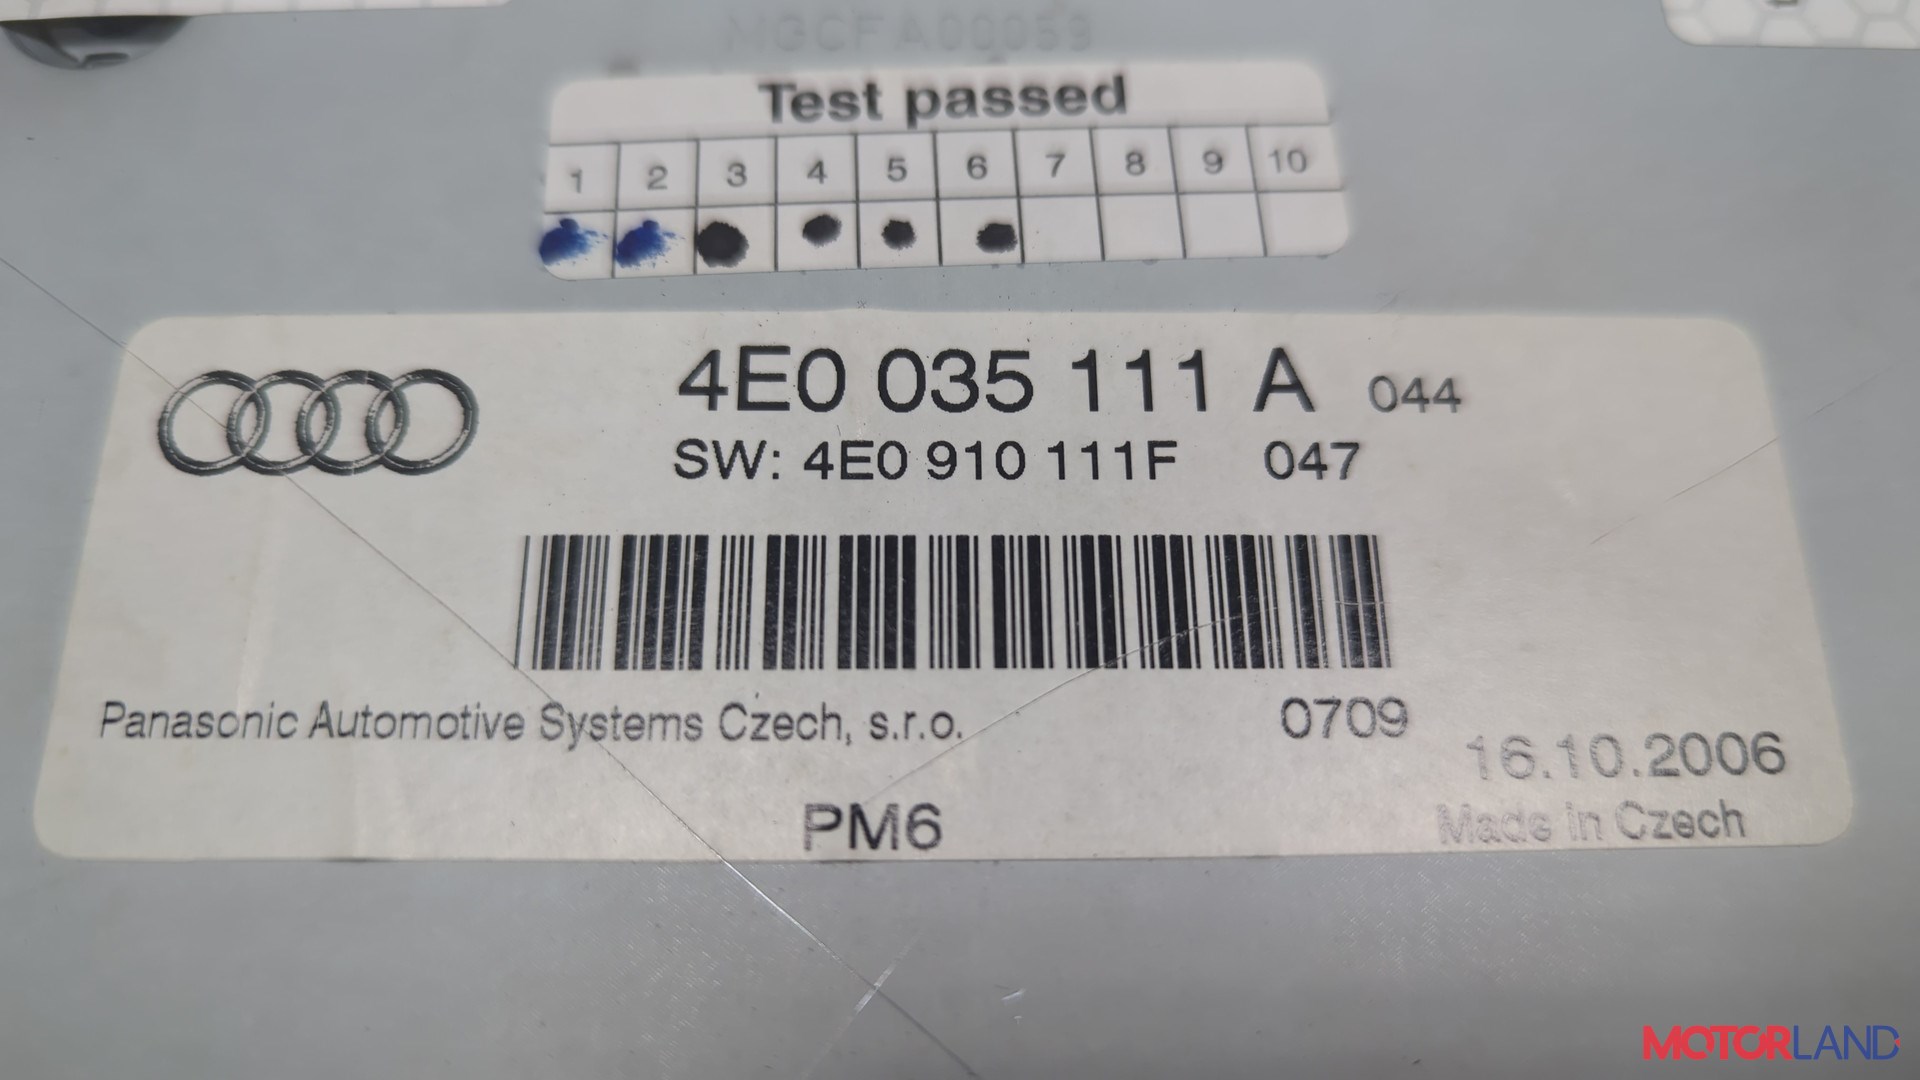 MGCFA00059
Test passed
1 2 3 4 5 6 7 8 9 10
4E0 035 111 A 044
SW: 4E0 910 111F 047
Panasonic Automotive Systems Czech, s.r.o. 0709
16.10.2006
PM6
Made in Czech
MOTORLAND